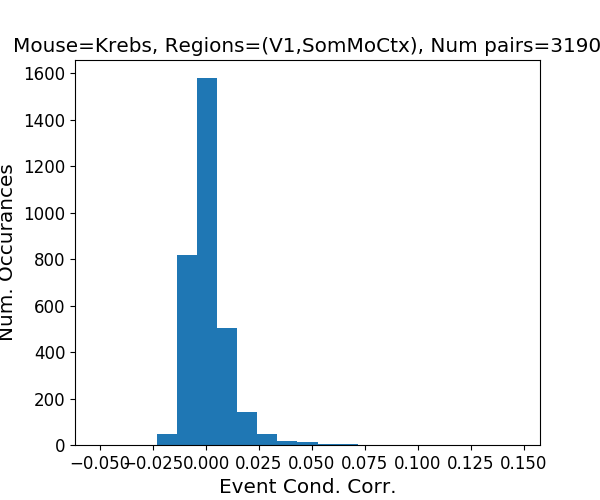 Mouse=Krebs, Regions=(V1,SomMoCtx), Num pairs=3190
1600
1400
1200
1000
800
600
400
200
0
Num. Occurances
−0.050 −0.025 0.000 0.025 0.050 0.075 0.100 0.125 0.150
Event Cond. Corr.